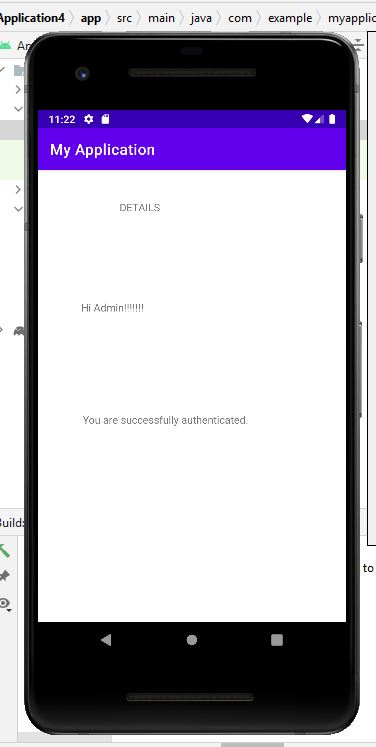 Application4 〉 app 〉 src 〉 main 〉 java 〉 com 〉 example 〉 myapplic
An
11:22
My Application
DETAILS
Hi Admin!!!!!!!
You are successfully authenticated.
Build:
to